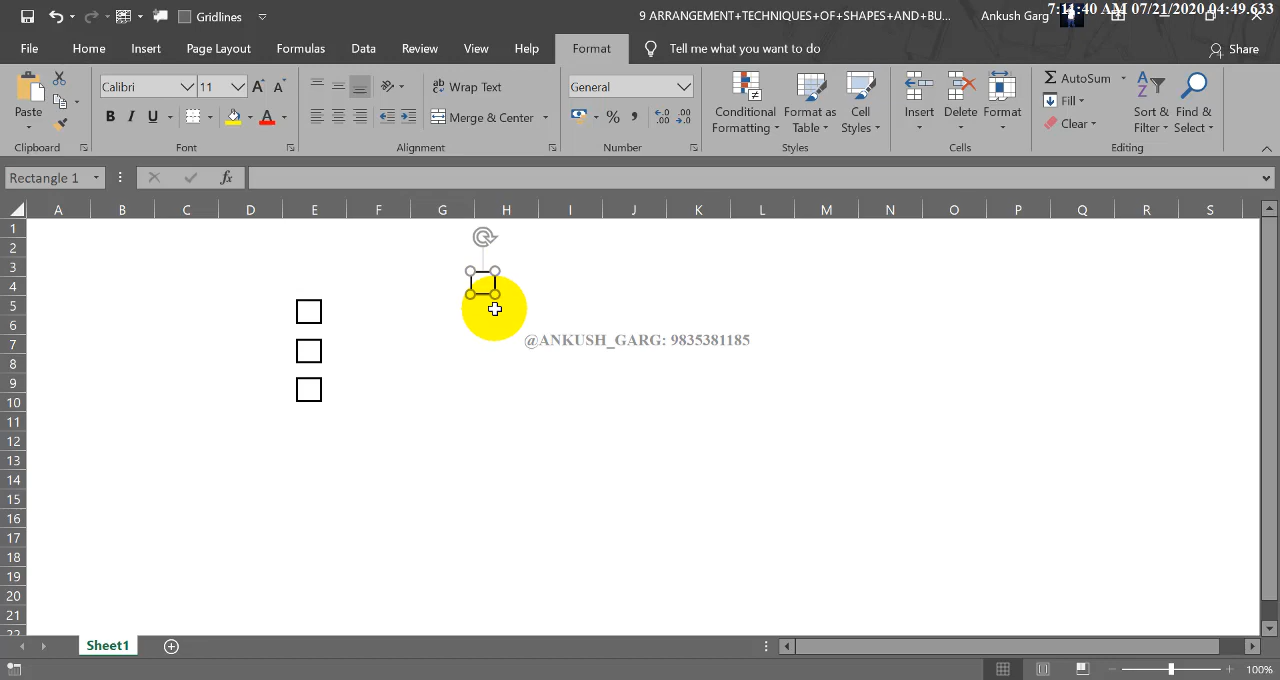 Gridlines
9 ARRANGEMENT+TECHNIQUES+OF+SHAPES+AND+BU...
Ankush Garg
7:11:40 AM 07/21/2020 04:49.633
File Home Insert Page Layout Formulas Data Review View Help Format Tell me what you want to do Share
Paste
Calibri 11
B I U A
Wrap Text
Merge & Center
General
% ,
Conditional Formatting
Format as Table
Cell Styles
Insert
Delete
Format
AutoSum
Fill
Clear
Sort & Filter
Find & Select
Clipboard Font Alignment Number Styles Cells Editing
Rectangle 1 fx
A B C D E F G H I J K L M N O P Q R S
1
2
3
4
5
6
7
8
9
10
11
12
13
14
15
16
17
18
19
20
21
22
@ANKUSH_GARG: 9835381185
Sheet1
100%